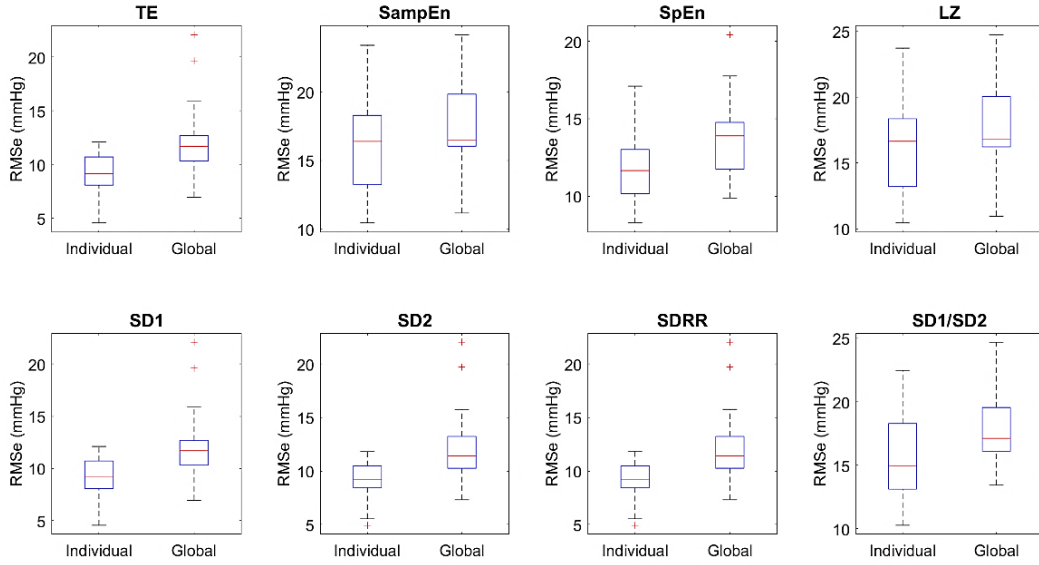 TE
SampEn
SpEn
LZ
RMSe (mmHg)
20
15
10
5
Individual
Global
RMSe (mmHg)
20
15
10
Individual
Global
RMSe (mmHg)
20
15
10
Individual
Global
RMSe (mmHg)
25
20
15
10
Individual
Global
SD1
SD2
SDRR
SD1/SD2
RMSe (mmHg)
20
15
10
5
Individual
Global
RMSe (mmHg)
20
15
10
5
Individual
Global
RMSe (mmHg)
20
15
10
5
Individual
Global
RMSe (mmHg)
25
20
15
10
Individual
Global